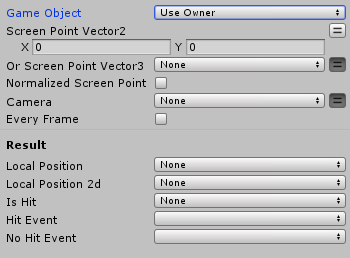 Game Object Use Owner
Screen Point Vector2
X 0 Y 0
Or Screen Point Vector3 None
Normalized Screen Point
Camera None
Every Frame
Result
Local Position None
Local Position 2d None
Is Hit None
Hit Event
No Hit Event